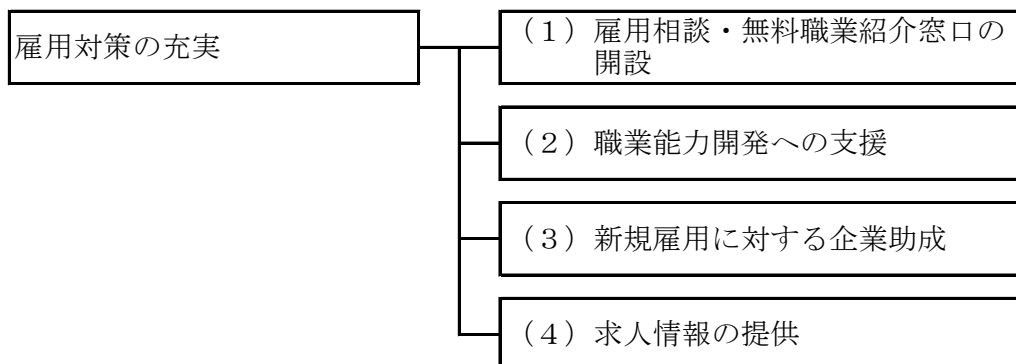 雇用対策の充実
（１）雇用相談・無料職業紹介窓口の
開設
（２）職業能力開発への支援
（３）新規雇用に対する企業助成
（４）求人情報の提供